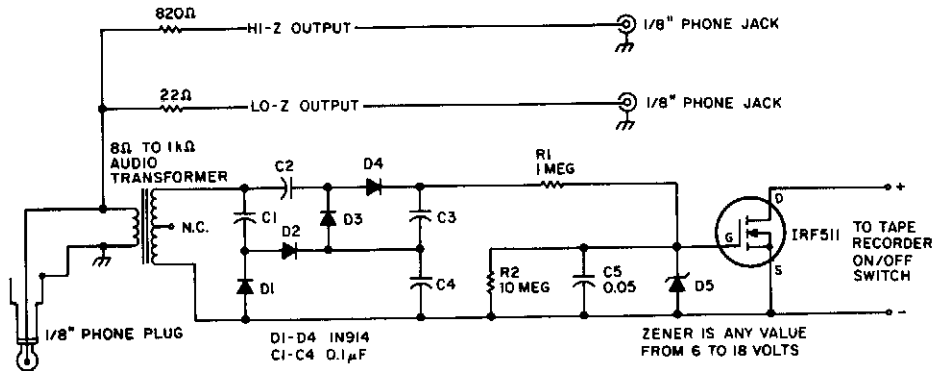 820Ω
HI-Z OUTPUT
1/8" PHONE JACK
22Ω
LO-Z OUTPUT
1/8" PHONE JACK
8Ω TO 1kΩ
AUDIO
TRANSFORMER
C2
D4
R1
1 MEG
N.C.
C1
D3
C3
D
D2
G
IRF511
TO TAPE
RECORDER
ON/OFF
SWITCH
+
S
D1
C4
R2
10 MEG
C5
0.05
D5
-
1/8" PHONE PLUG
D1-D4 IN914
C1-C4 0.1μF
ZENER IS ANY VALUE
FROM 6 TO 18 VOLTS